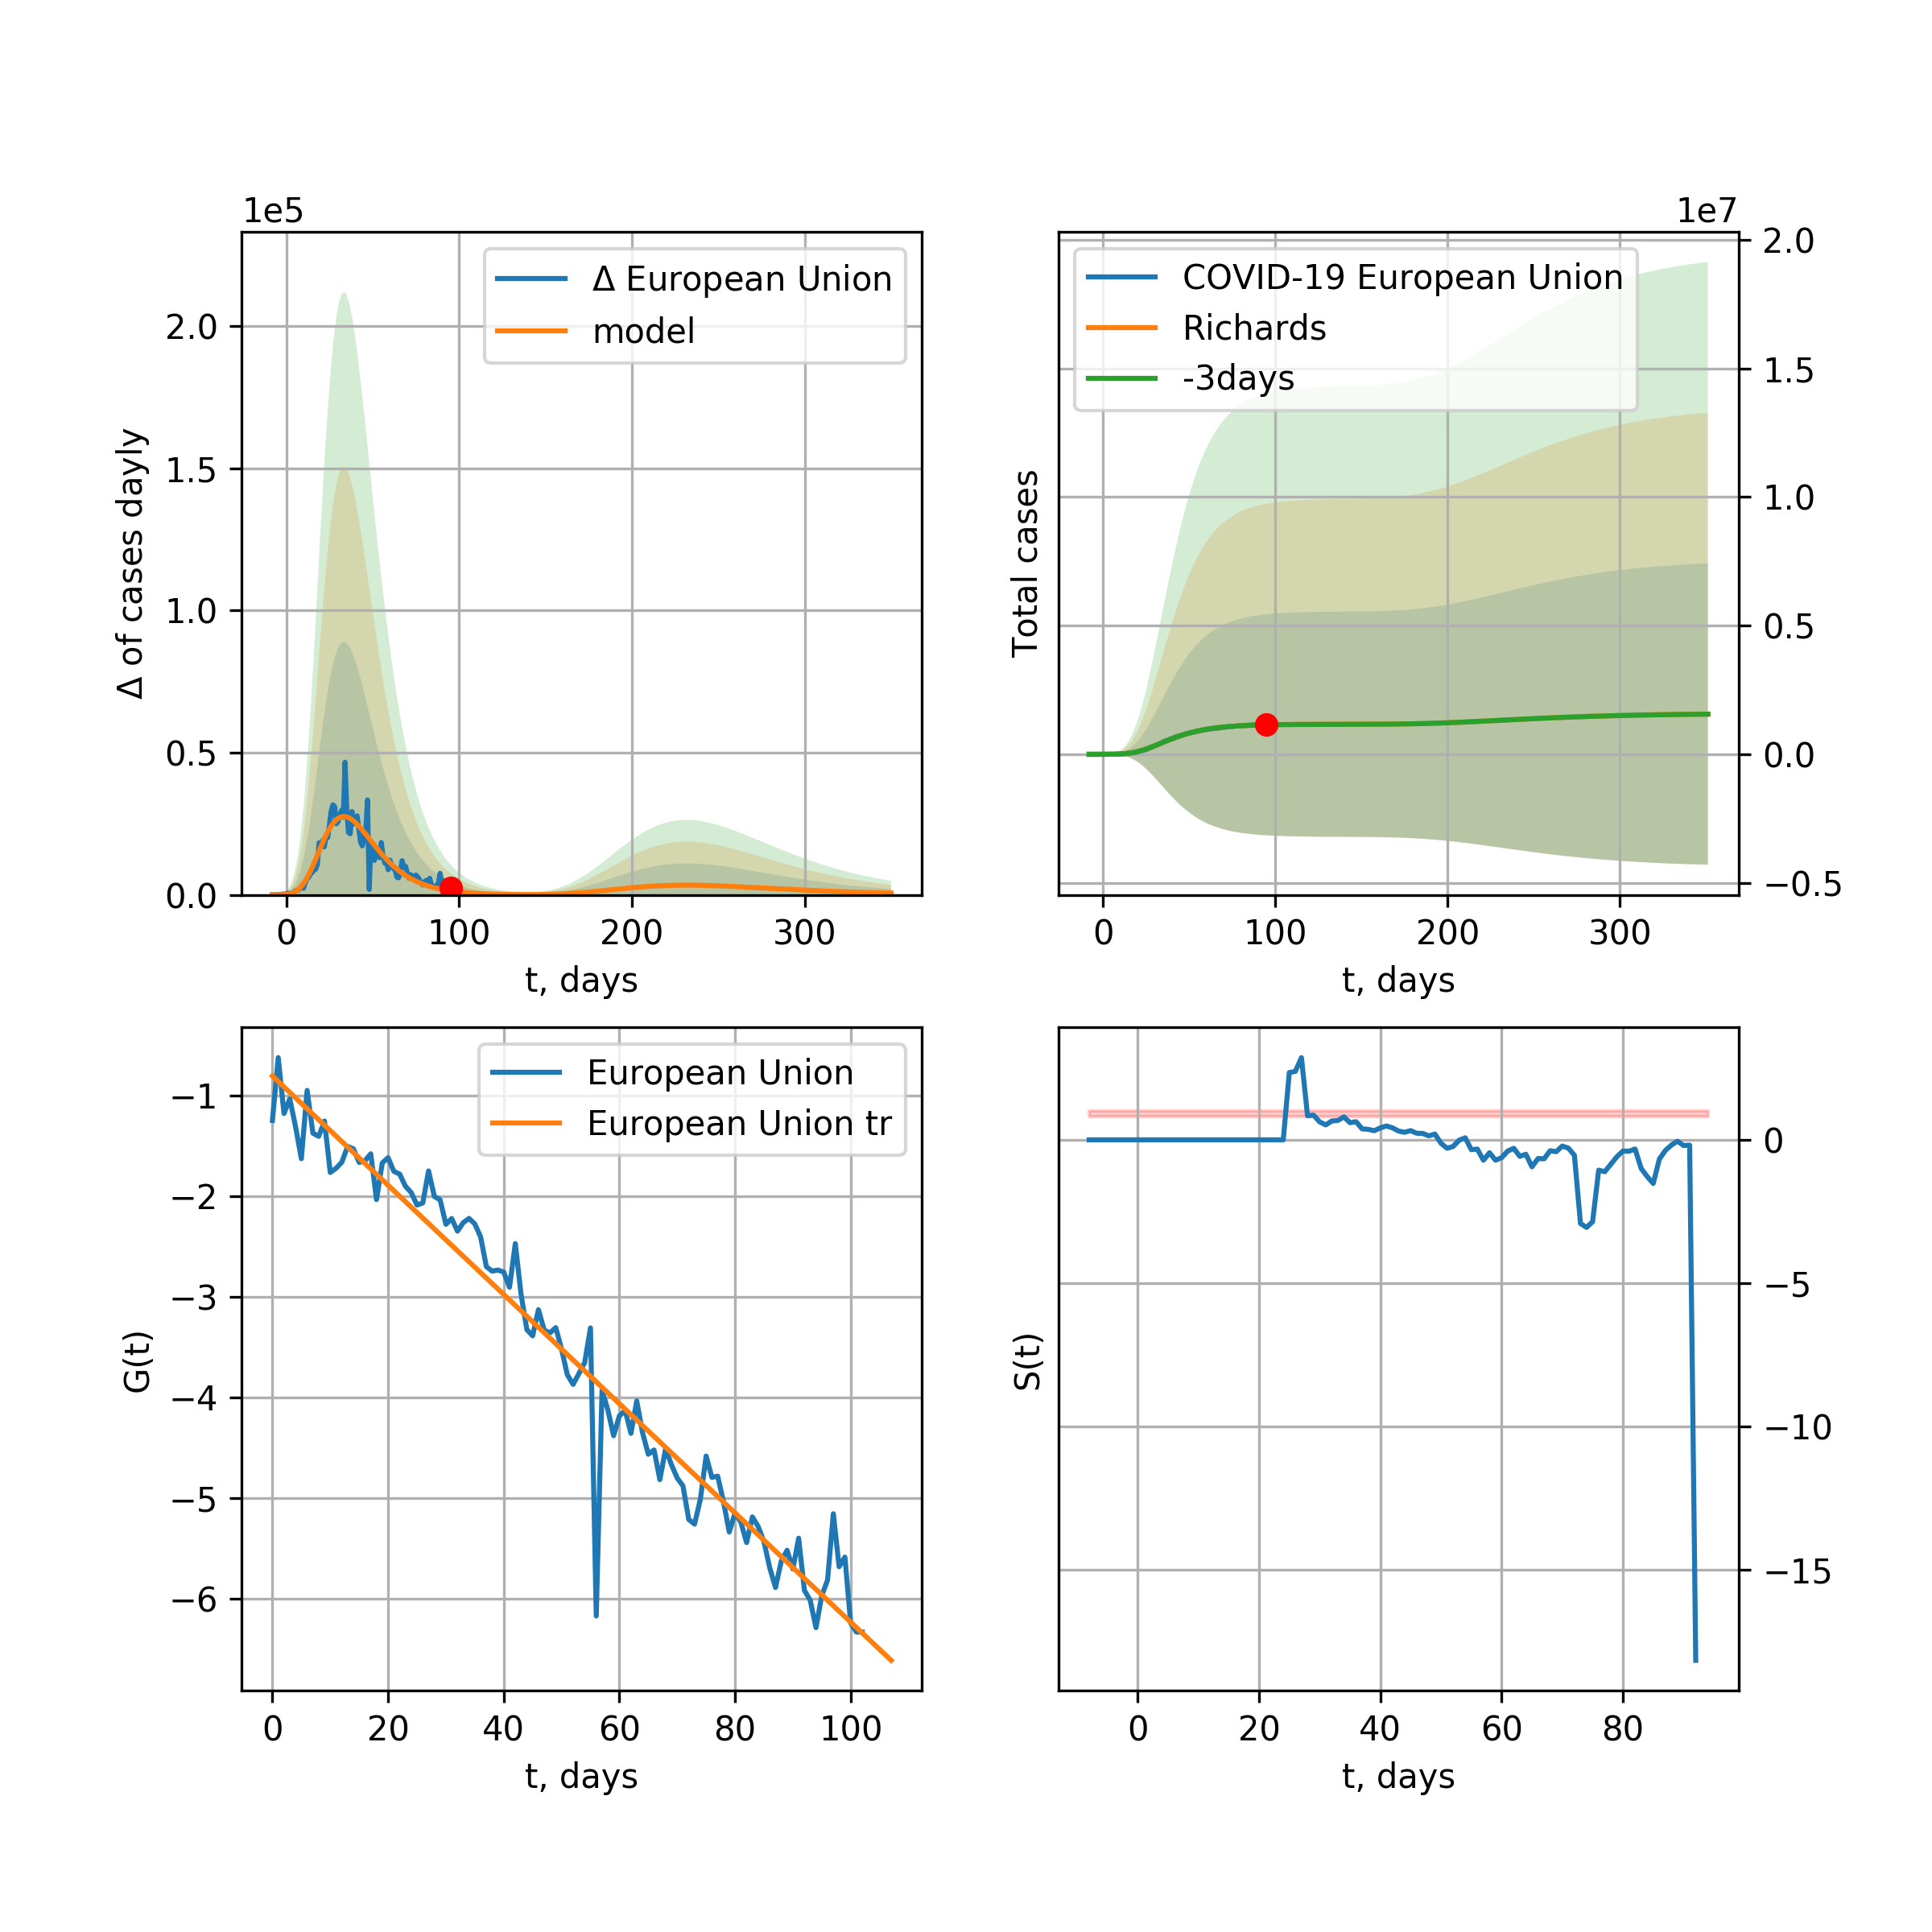 1e5
Δ European Union
model
2.0
1.5
1.0
0.5
0.0
Δ of cases dayly
0 100 200 300
t, days
1e7
COVID-19 European Union
Richards
-3days
2.0
1.5
1.0
0.5
0.0
−0.5
Total cases
0 100 200 300
t, days
European Union
European Union tr
−1
−2
−3
−4
−5
−6
G(t)
0 20 40 60 80 100
t, days
0
−5
−10
−15
S(t)
0 20 40 60 80
t, days